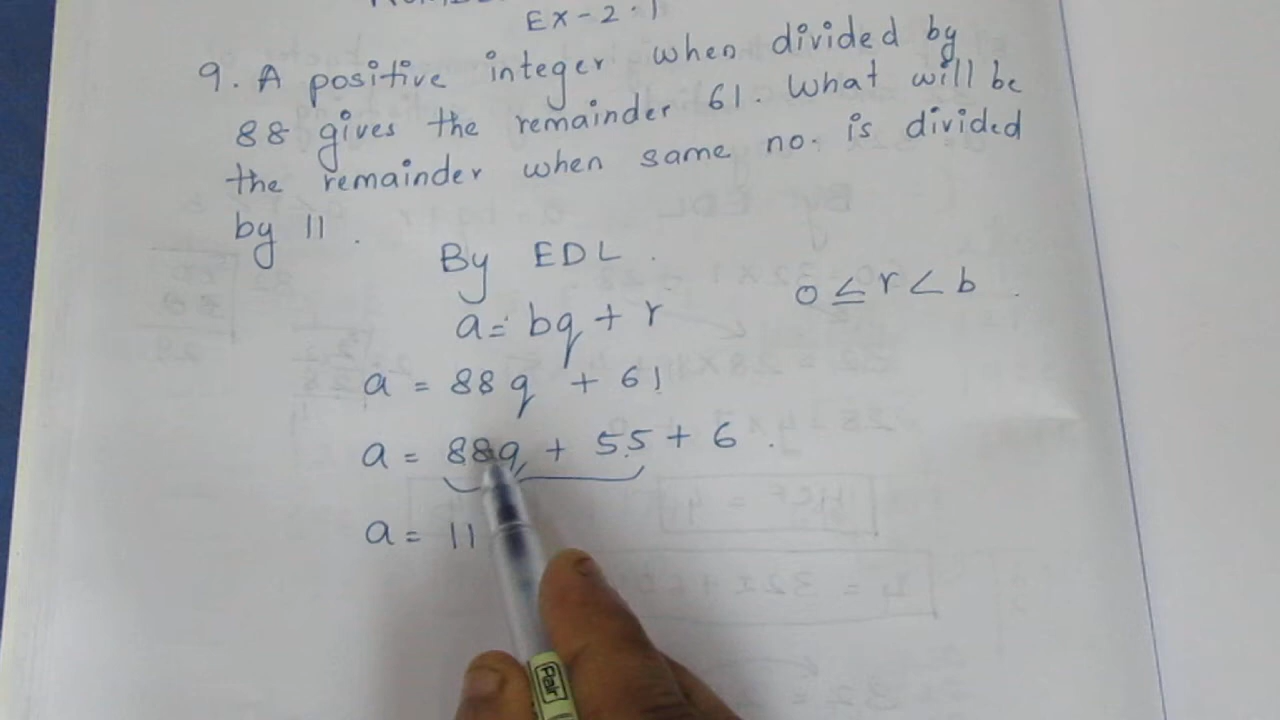 Ex-2.1
9. A positive integer when divided by
88 gives the remainder 61. What will be
the remainder when same no. is divided
by 11.
By EDL.
a = bq + r 0 ≤ r < b.
a = 88q + 61
a = 88q + 55 + 6.
a = 11
Pair